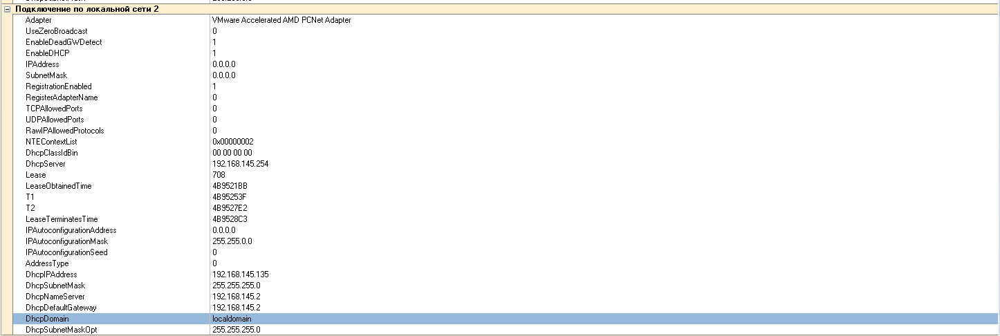 Подключение по локальной сети 2
Adapter VMware Accelerated AMD PCNet Adapter
UseZeroBroadcast 0
EnableDeadGWDetect 1
EnableDHCP 1
IPAddress 0.0.0.0
SubnetMask 0.0.0.0
RegistrationEnabled 1
RegisterAdapterName 0
TCPAllowedPorts 0
UDPAllowedPorts 0
RawIPAllowedProtocols 0
NTEContextList 0x00000002
DhcpClassIdBin 00 00 00 00
DhcpServer 192.168.145.254
Lease 708
LeaseObtainedTime 4B9521BB
T1 4B95253F
T2 4B9527E2
LeaseTerminatesTime 4B9528C3
IPAutoconfigurationAddress 0.0.0.0
IPAutoconfigurationMask 255.255.0.0
IPAutoconfigurationSeed 0
AddressType 0
DhcpIPAddress 192.168.145.135
DhcpSubnetMask 255.255.255.0
DhcpNameServer 192.168.145.2
DhcpDefaultGateway 192.168.145.2
DhcpDomain localdomain
DhcpSubnetMaskOpt 255.255.255.0